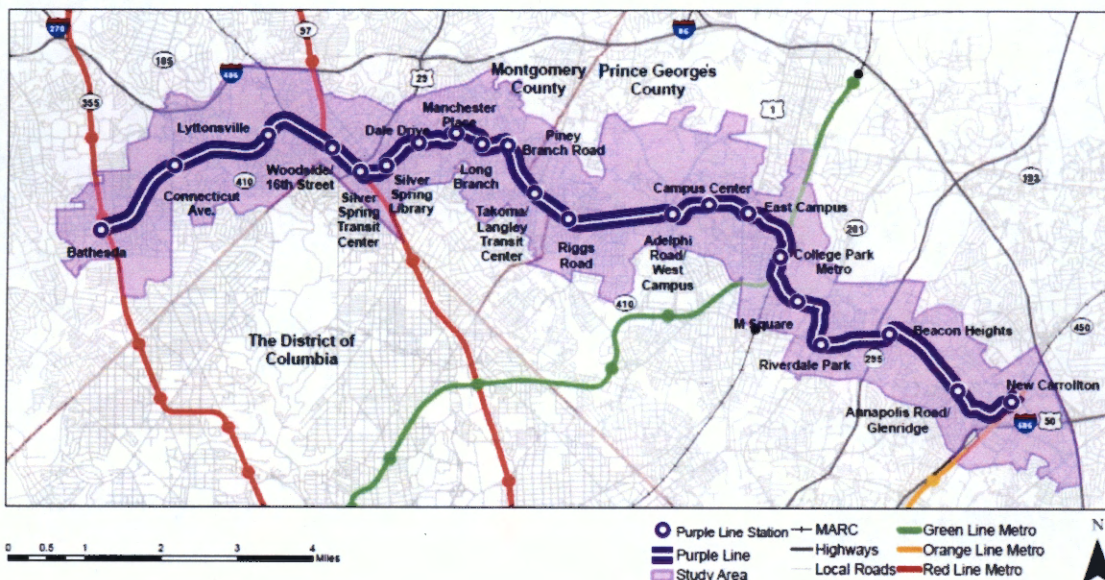 270
97
95
185
495
29
Montgomery
County
Prince George's
County
355
1
Lyttonsville
Dale Drive
Manchester
Place
Piney
Branch Road
193
410
Woodside/
16th Street
Long
Branch
Campus Center
Connecticut
Ave.
Silver
Spring
Library
East Campus
Silver
Spring
Transit
Center
Takoma/
Langley
Transit
Center
201
Bathesda
Riggs
Road
Adelphi
Road/
West
Campus
College Park
Metro
410
M Square
Beacon Heights
450
The District of
Columbia
Riverdale Park
295
New Carrollton
Annapolis Road/
Glenridge
50
0 0.5 1 2 3 4
Miles
Purple Line Station
Purple Line
Study Area
MARC
Highways
Local Roads
Green Line Metro
Orange Line Metro
Red Line Metro
N